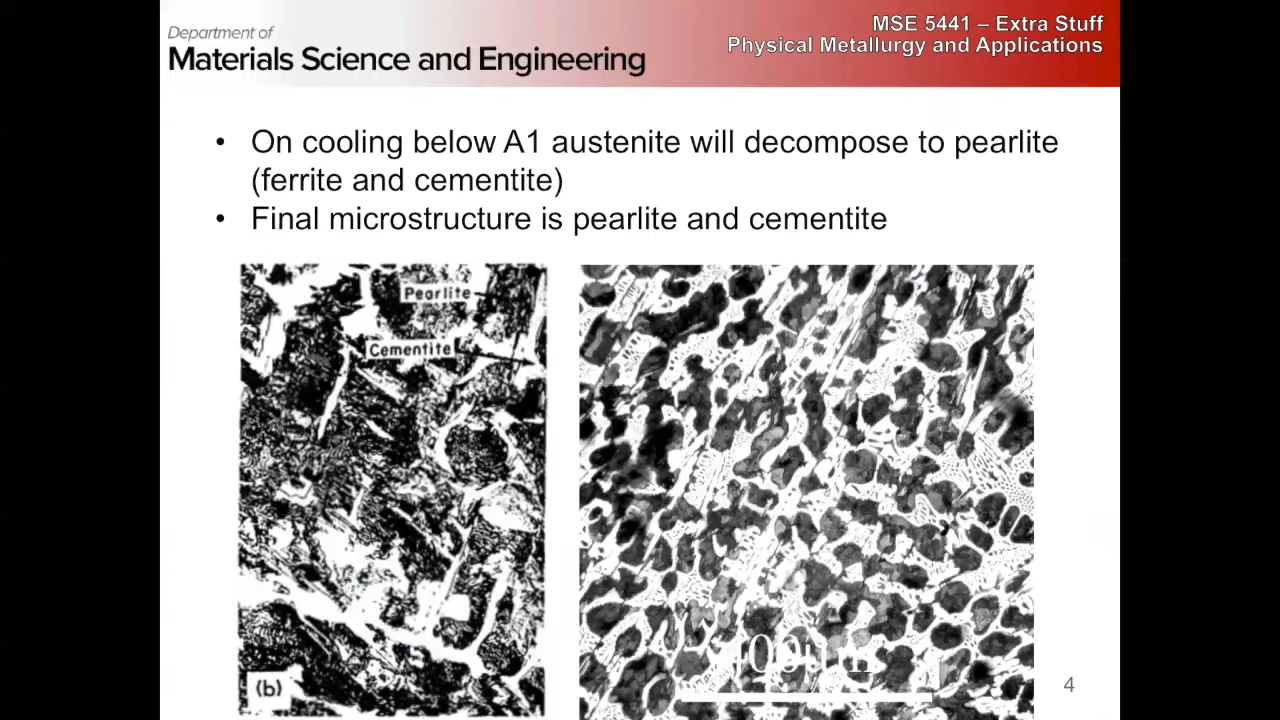 Department of
Materials Science and Engineering
MSE 5441 – Extra Stuff
Physical Metallurgy and Applications
• On cooling below A1 austenite will decompose to pearlite
(ferrite and cementite)
• Final microstructure is pearlite and cementite
Pearlite
Cementite
(b)
4